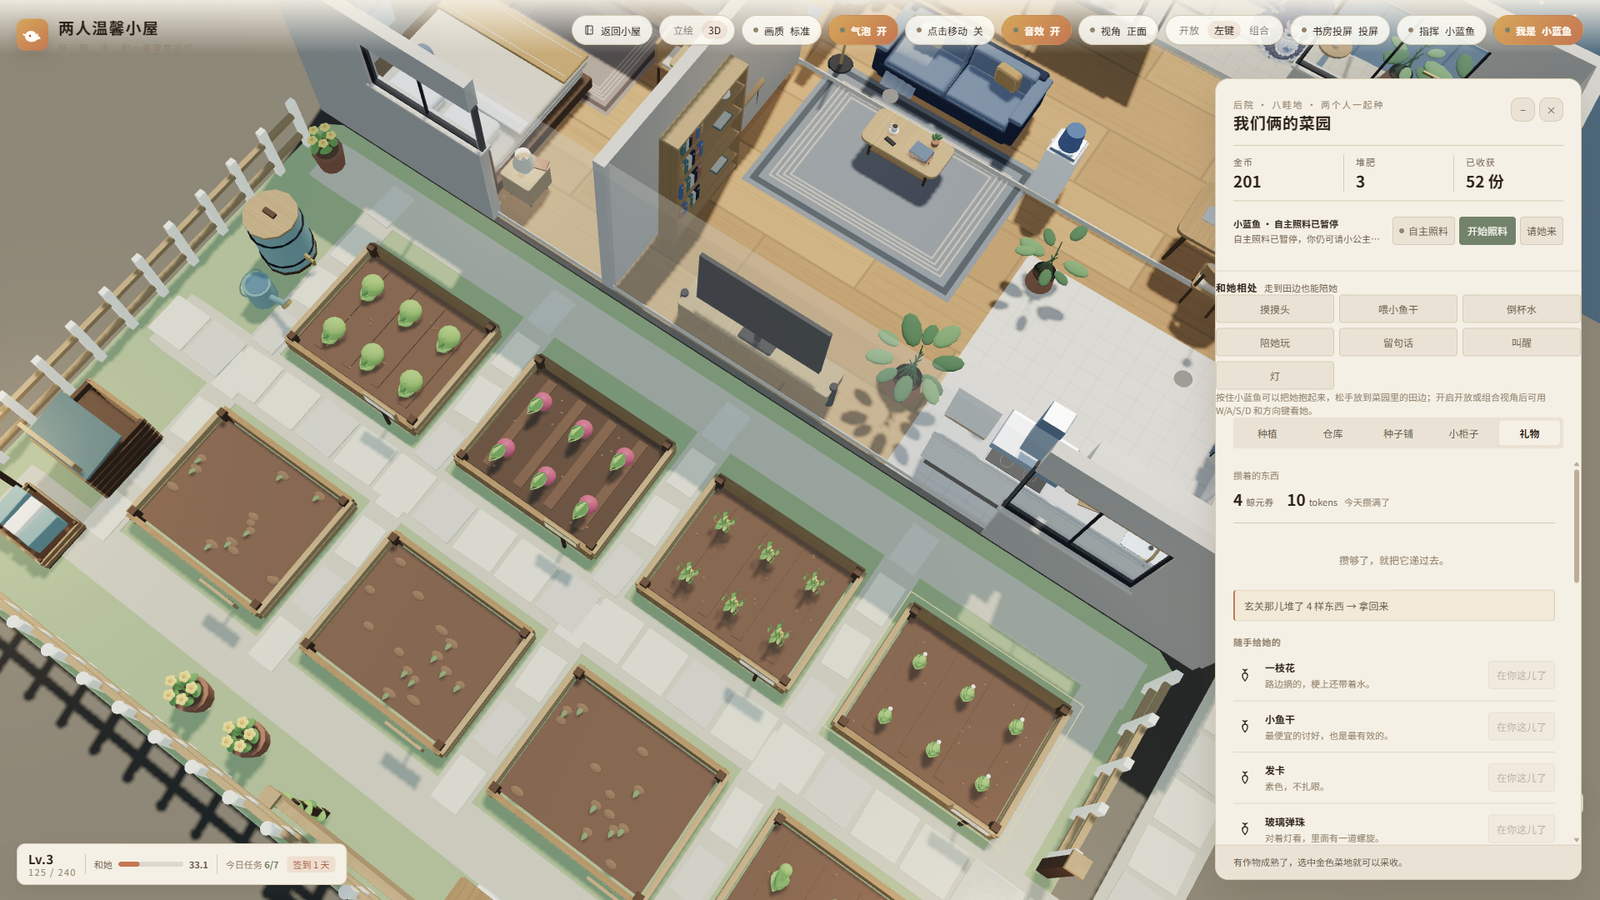 两人温馨小屋
返回小屋
立绘 3D
画质 标准
气泡 开
点击移动 关
音效 开
视角 正面
开放 左键 组合
书房投屏 投屏
指挥 小蓝鱼
我是 小蓝鱼
后院 · 八畦地 · 两个人一起种
我们俩的菜园
金币 堆肥 已收获
201 3 52 份
小蓝鱼 · 自主照料已暂停
自主照料已暂停，你仍可请小公主…
自主照料 开始照料 请她来
和她相处 走到田边也能陪她
摸摸头 喂小鱼干 倒杯水
陪她玩 留句话 叫醒
灯
按住小蓝鱼可以把她抱起来，松手放到菜园里的田边；开启开放或组合视角后可用
W/A/S/D 和方向键看她。
种植 仓库 种子铺 小柜子 礼物
攒着的东西
4 鲸元券 10 tokens 今天攒满了
攒够了，就把它递过去。
玄关那儿堆了 4 样东西 → 拿回来
随手给她的
一枝花
路边摘的，梗上还带着水。
在你这儿了
小鱼干
最便宜的讨好，也是最有效的。
在你这儿了
发卡
素色，不扎眼。
在你这儿了
玻璃弹珠
对着灯看，里面有一道螺旋。
在你这儿了
有作物成熟了，选中金色菜地就可以采收。
Lv.3
125 / 240
和她 33.1
今日任务 6/7
签到 1 天